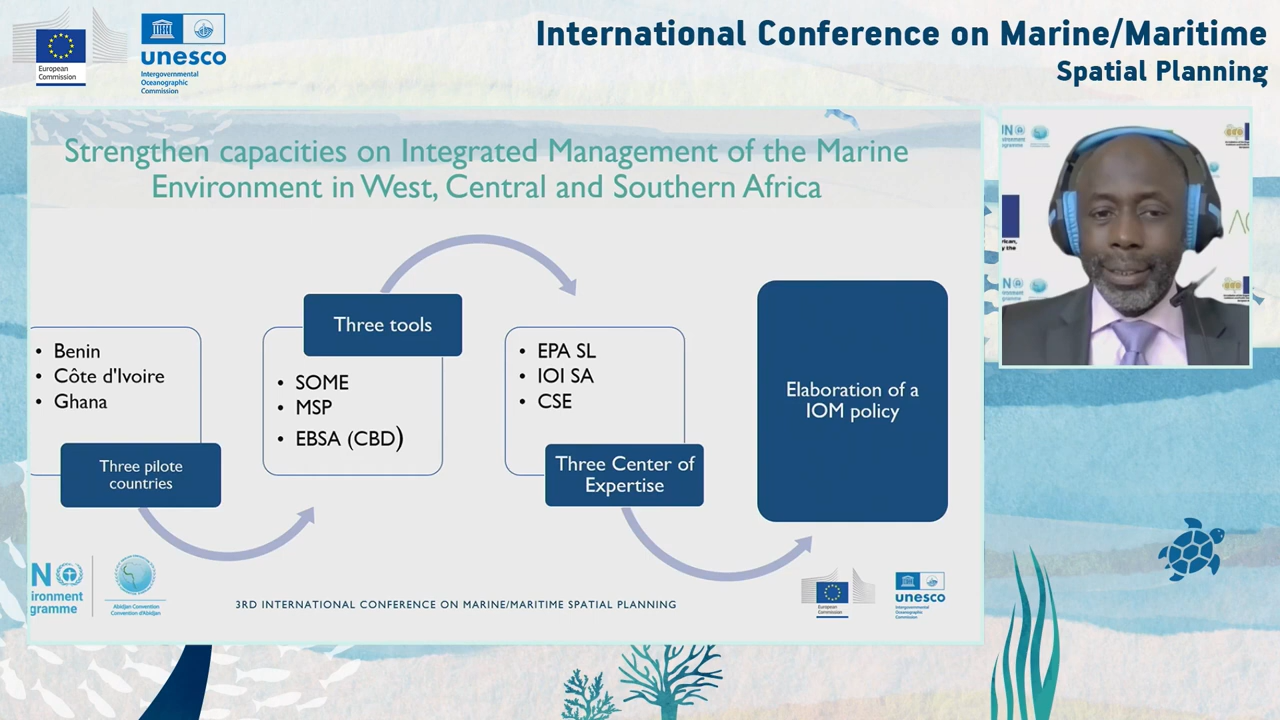 International Conference on Marine/Maritime
Spatial Planning
European
Commission
unesco
Intergovernmental
Oceanographic
Commission
Strengthen capacities on Integrated Management of the Marine
Environment in West, Central and Southern Africa
• Benin
• Côte d'Ivoire
• Ghana
Three pilote
countries
Three tools
• SOME
• MSP
• EBSA (CBD)
• EPA SL
• IOI SA
• CSE
Three Center of
Expertise
Elaboration of a
IOM policy
N
ironment
gramme
Abidjan Convention
Convention d'Abidjan
3RD INTERNATIONAL CONFERENCE ON MARINE/MARITIME SPATIAL PLANNING
European
Commission
unesco
Intergovernmental
Oceanographic
Commission